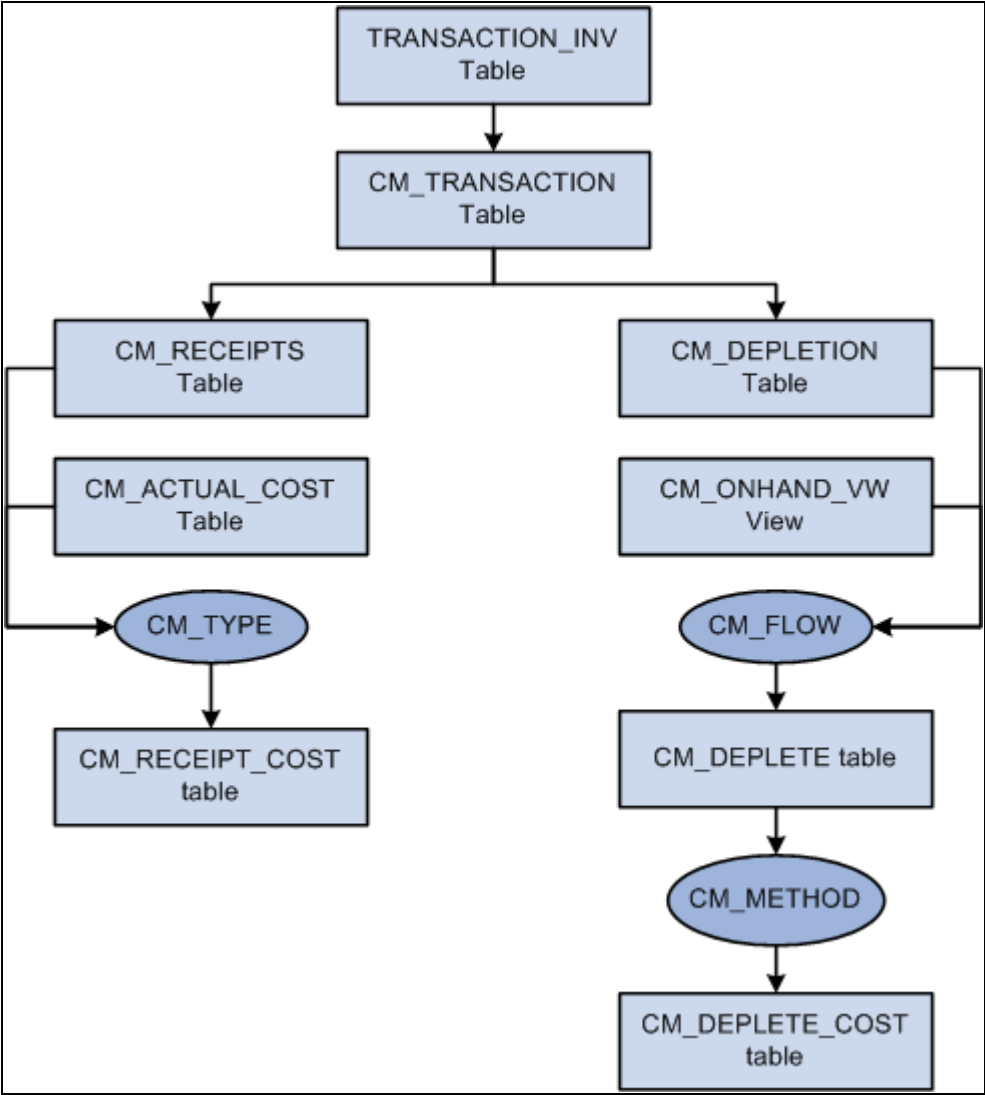 TRANSACTION_INV
Table
CM_TRANSACTION
Table
CM_RECEIPTS
Table
CM_DEPLETION
Table
CM_ACTUAL_COST
Table
CM_ONHAND_VW
View
CM_TYPE
CM_FLOW
CM_RECEIPT_COST
table
CM_DEPLETE table
CM_METHOD
CM_DEPLETE_COST
table